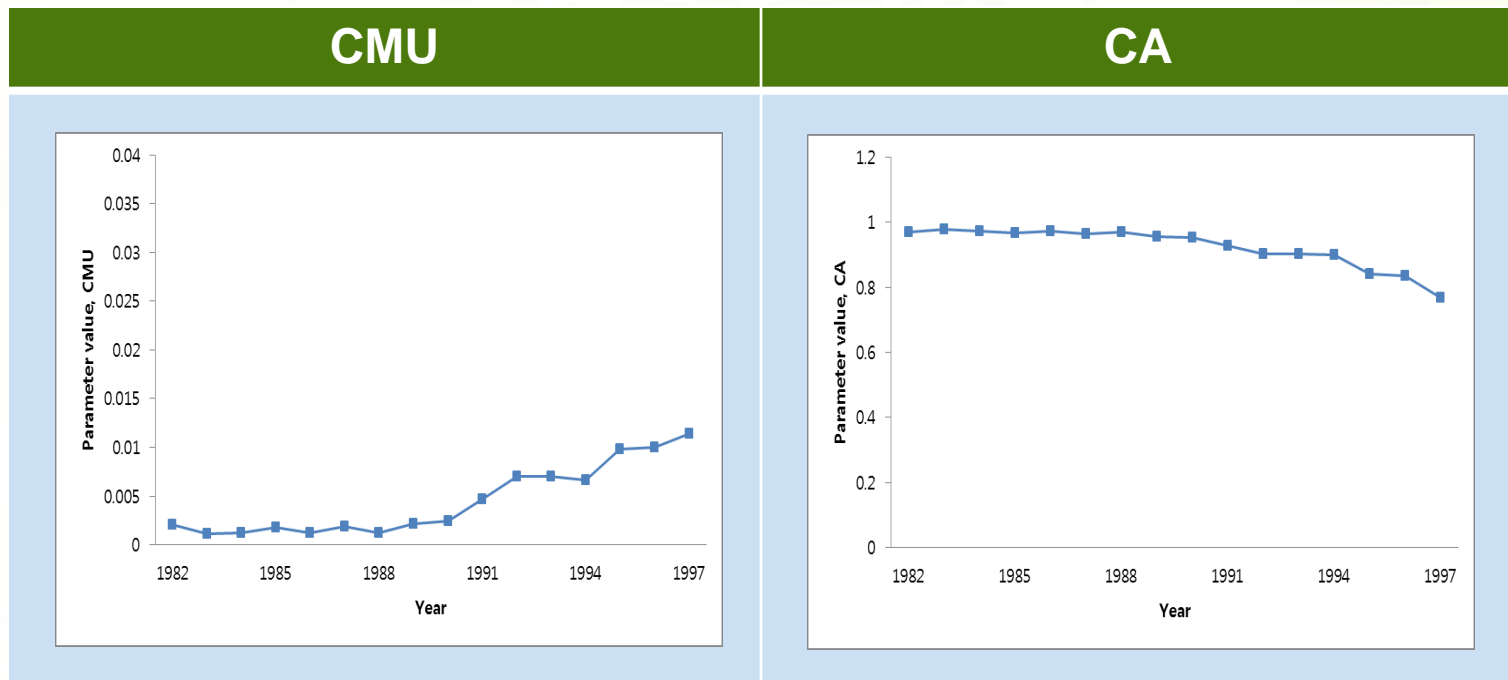 CMU
CA
0.04
0.035
0.03
0.025
0.02
0.015
0.01
0.005
0
Parameter value, CMU
1982 1985 1988 1991 1994 1997
Year
1.2
1
0.8
0.6
0.4
0.2
0
Parameter value, CA
1982 1985 1988 1991 1994 1997
Year